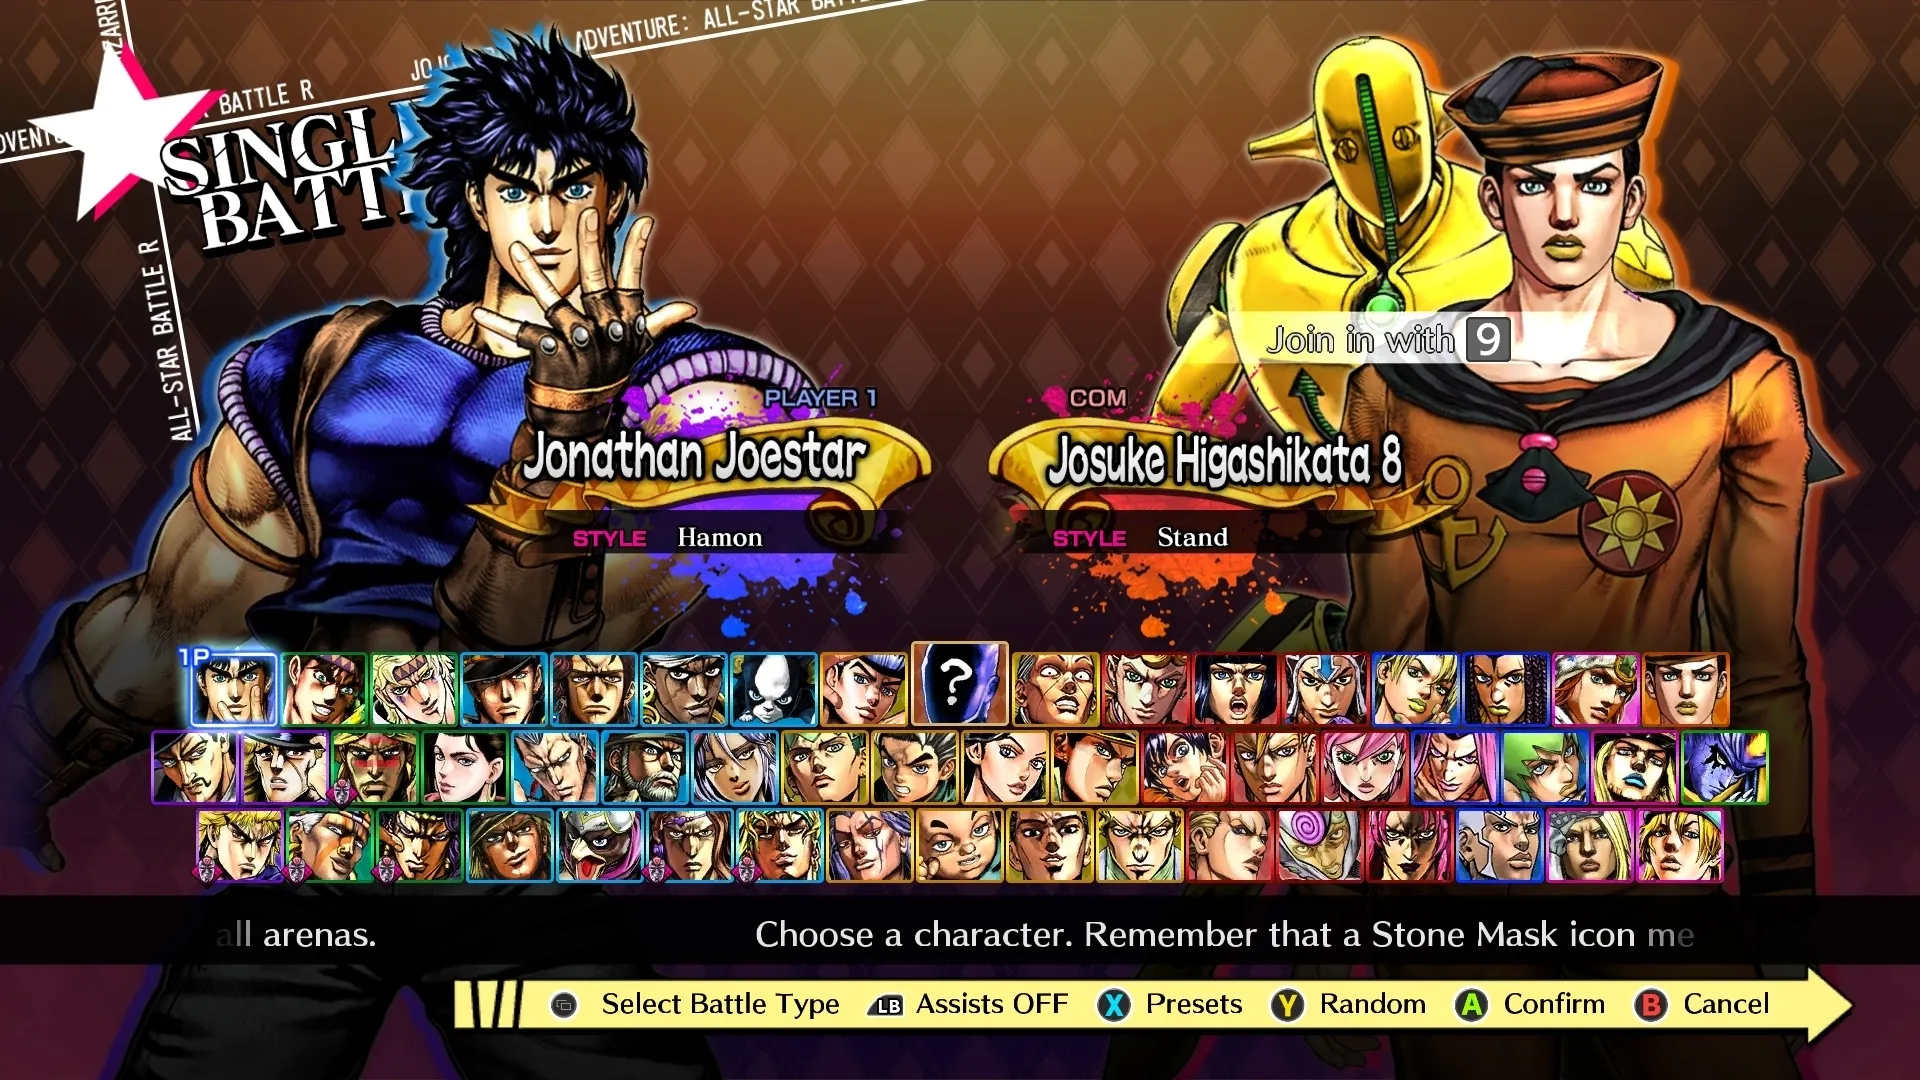 ADVENTURE: ALL-STAR
BATTLE R
SINGL
BATT
ALL-STAR BATTLE R
Join in with 9
PLAYER 1
Jonathan Joestar
STYLE Hamon
COM
Josuke Higashikata 8
STYLE Stand
1P
?
all arenas. Choose a character. Remember that a Stone Mask icon me
Select Battle Type LB Assists OFF X Presets Y Random A Confirm B Cancel